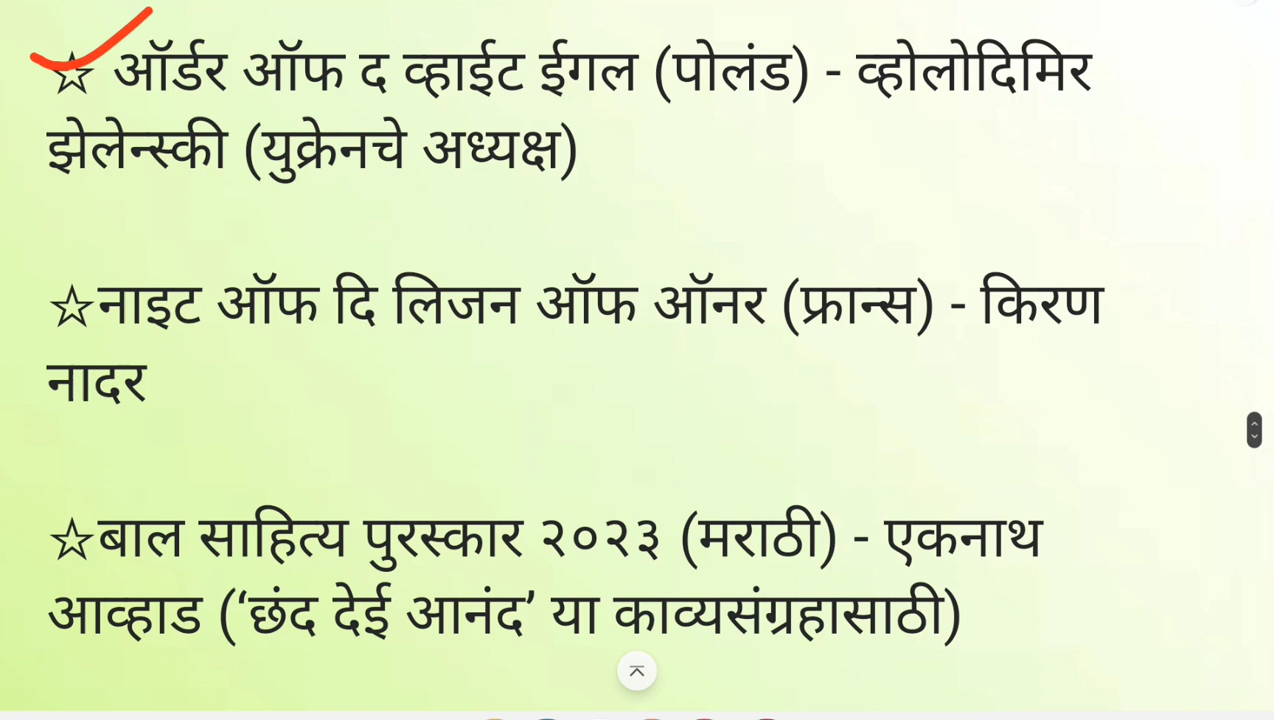 ☆ ऑर्डर ऑफ द व्हाईट ईगल (पोलंड) - व्होलोदिमिर
झेलेन्स्की (युक्रेनचे अध्यक्ष)
☆नाइट ऑफ दि लिजन ऑफ ऑनर (फ्रान्स) - किरण
नादर
☆बाल साहित्य पुरस्कार २०२३ (मराठी) - एकनाथ
आव्हाड (‘छंद देई आनंद’ या काव्यसंग्रहासाठी)